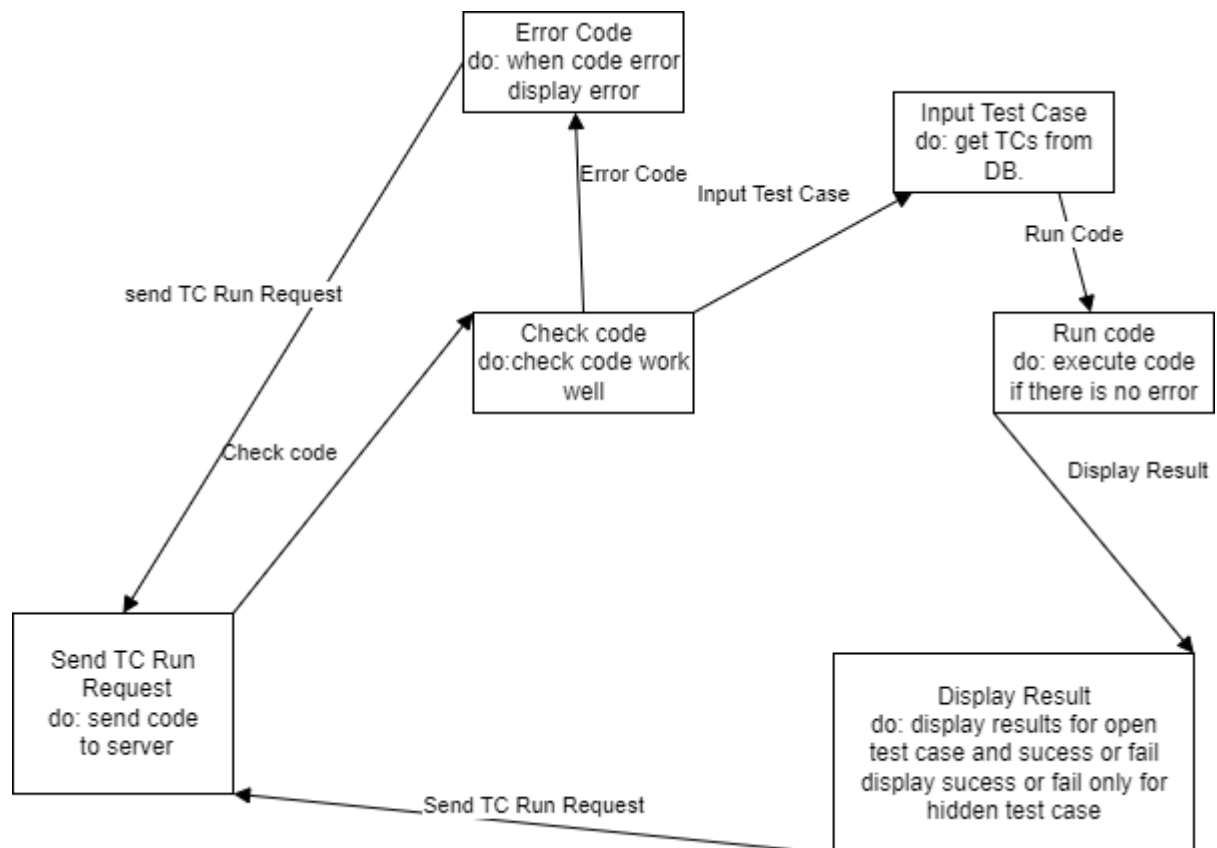 Error Code
do: when code error
display error
Input Test Case
do: get TCs from
DB.
Error Code
Input Test Case
Run Code
send TC Run Request
Check code
do:check code work
well
Run code
do: execute code
if there is no error
Check code
Display Result
Send TC Run
Request
do: send code
to server
Display Result
do: display results for open
test case and sucess or fail
display sucess or fail only for
hidden test case
Send TC Run Request